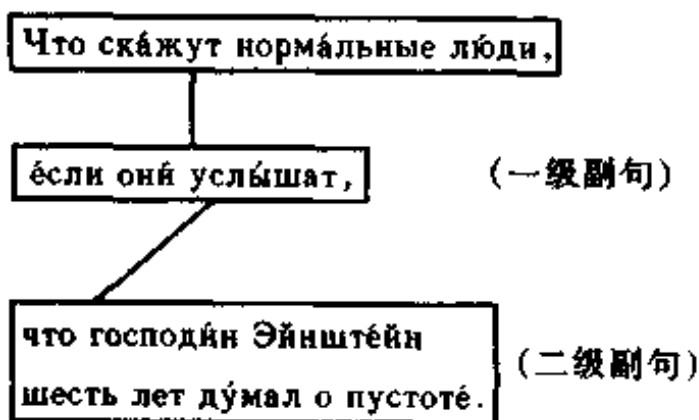 Что ска́жут норма́льные лю́ди,
е́сли они́ услы́шат, (一级副句)
что господи́н Эйнште́йн
шесть лет ду́мал о пустоте́. (二级副句)